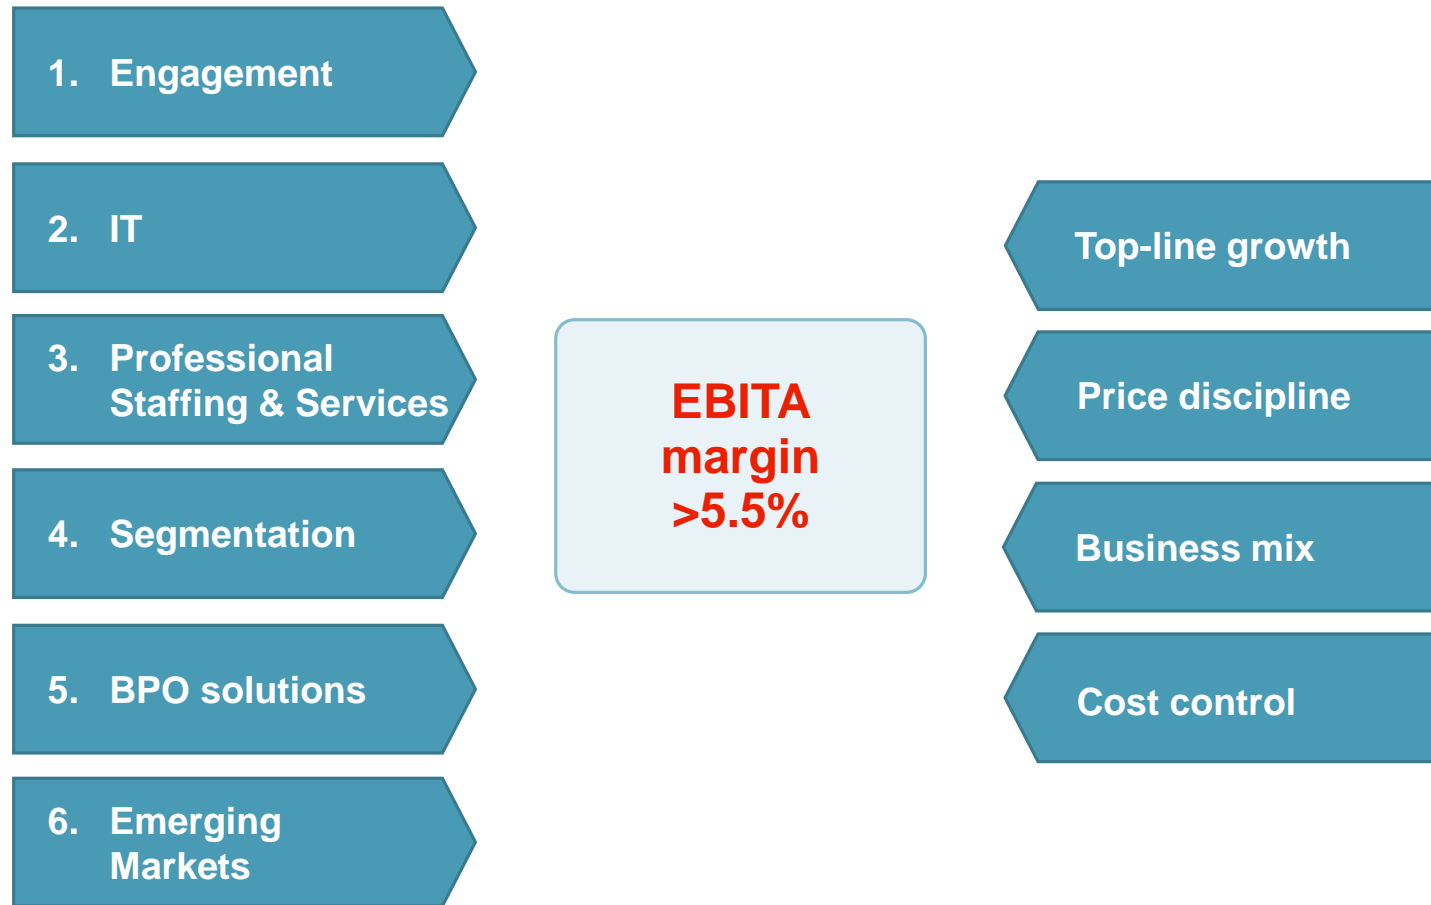 1. Engagement
2. IT
3. Professional
Staffing & Services
4. Segmentation
5. BPO solutions
6. Emerging
Markets
EBITA
margin
>5.5%
Top-line growth
Price discipline
Business mix
Cost control